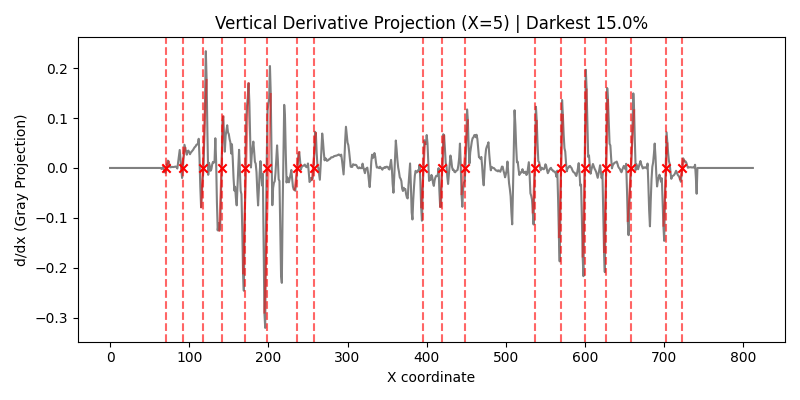 Vertical Derivative Projection (X=5) | Darkest 15.0%
d/dx (Gray Projection)
0.2
0.1
0.0
−0.1
−0.2
−0.3
0 100 200 300 400 500 600 700 800
X coordinate